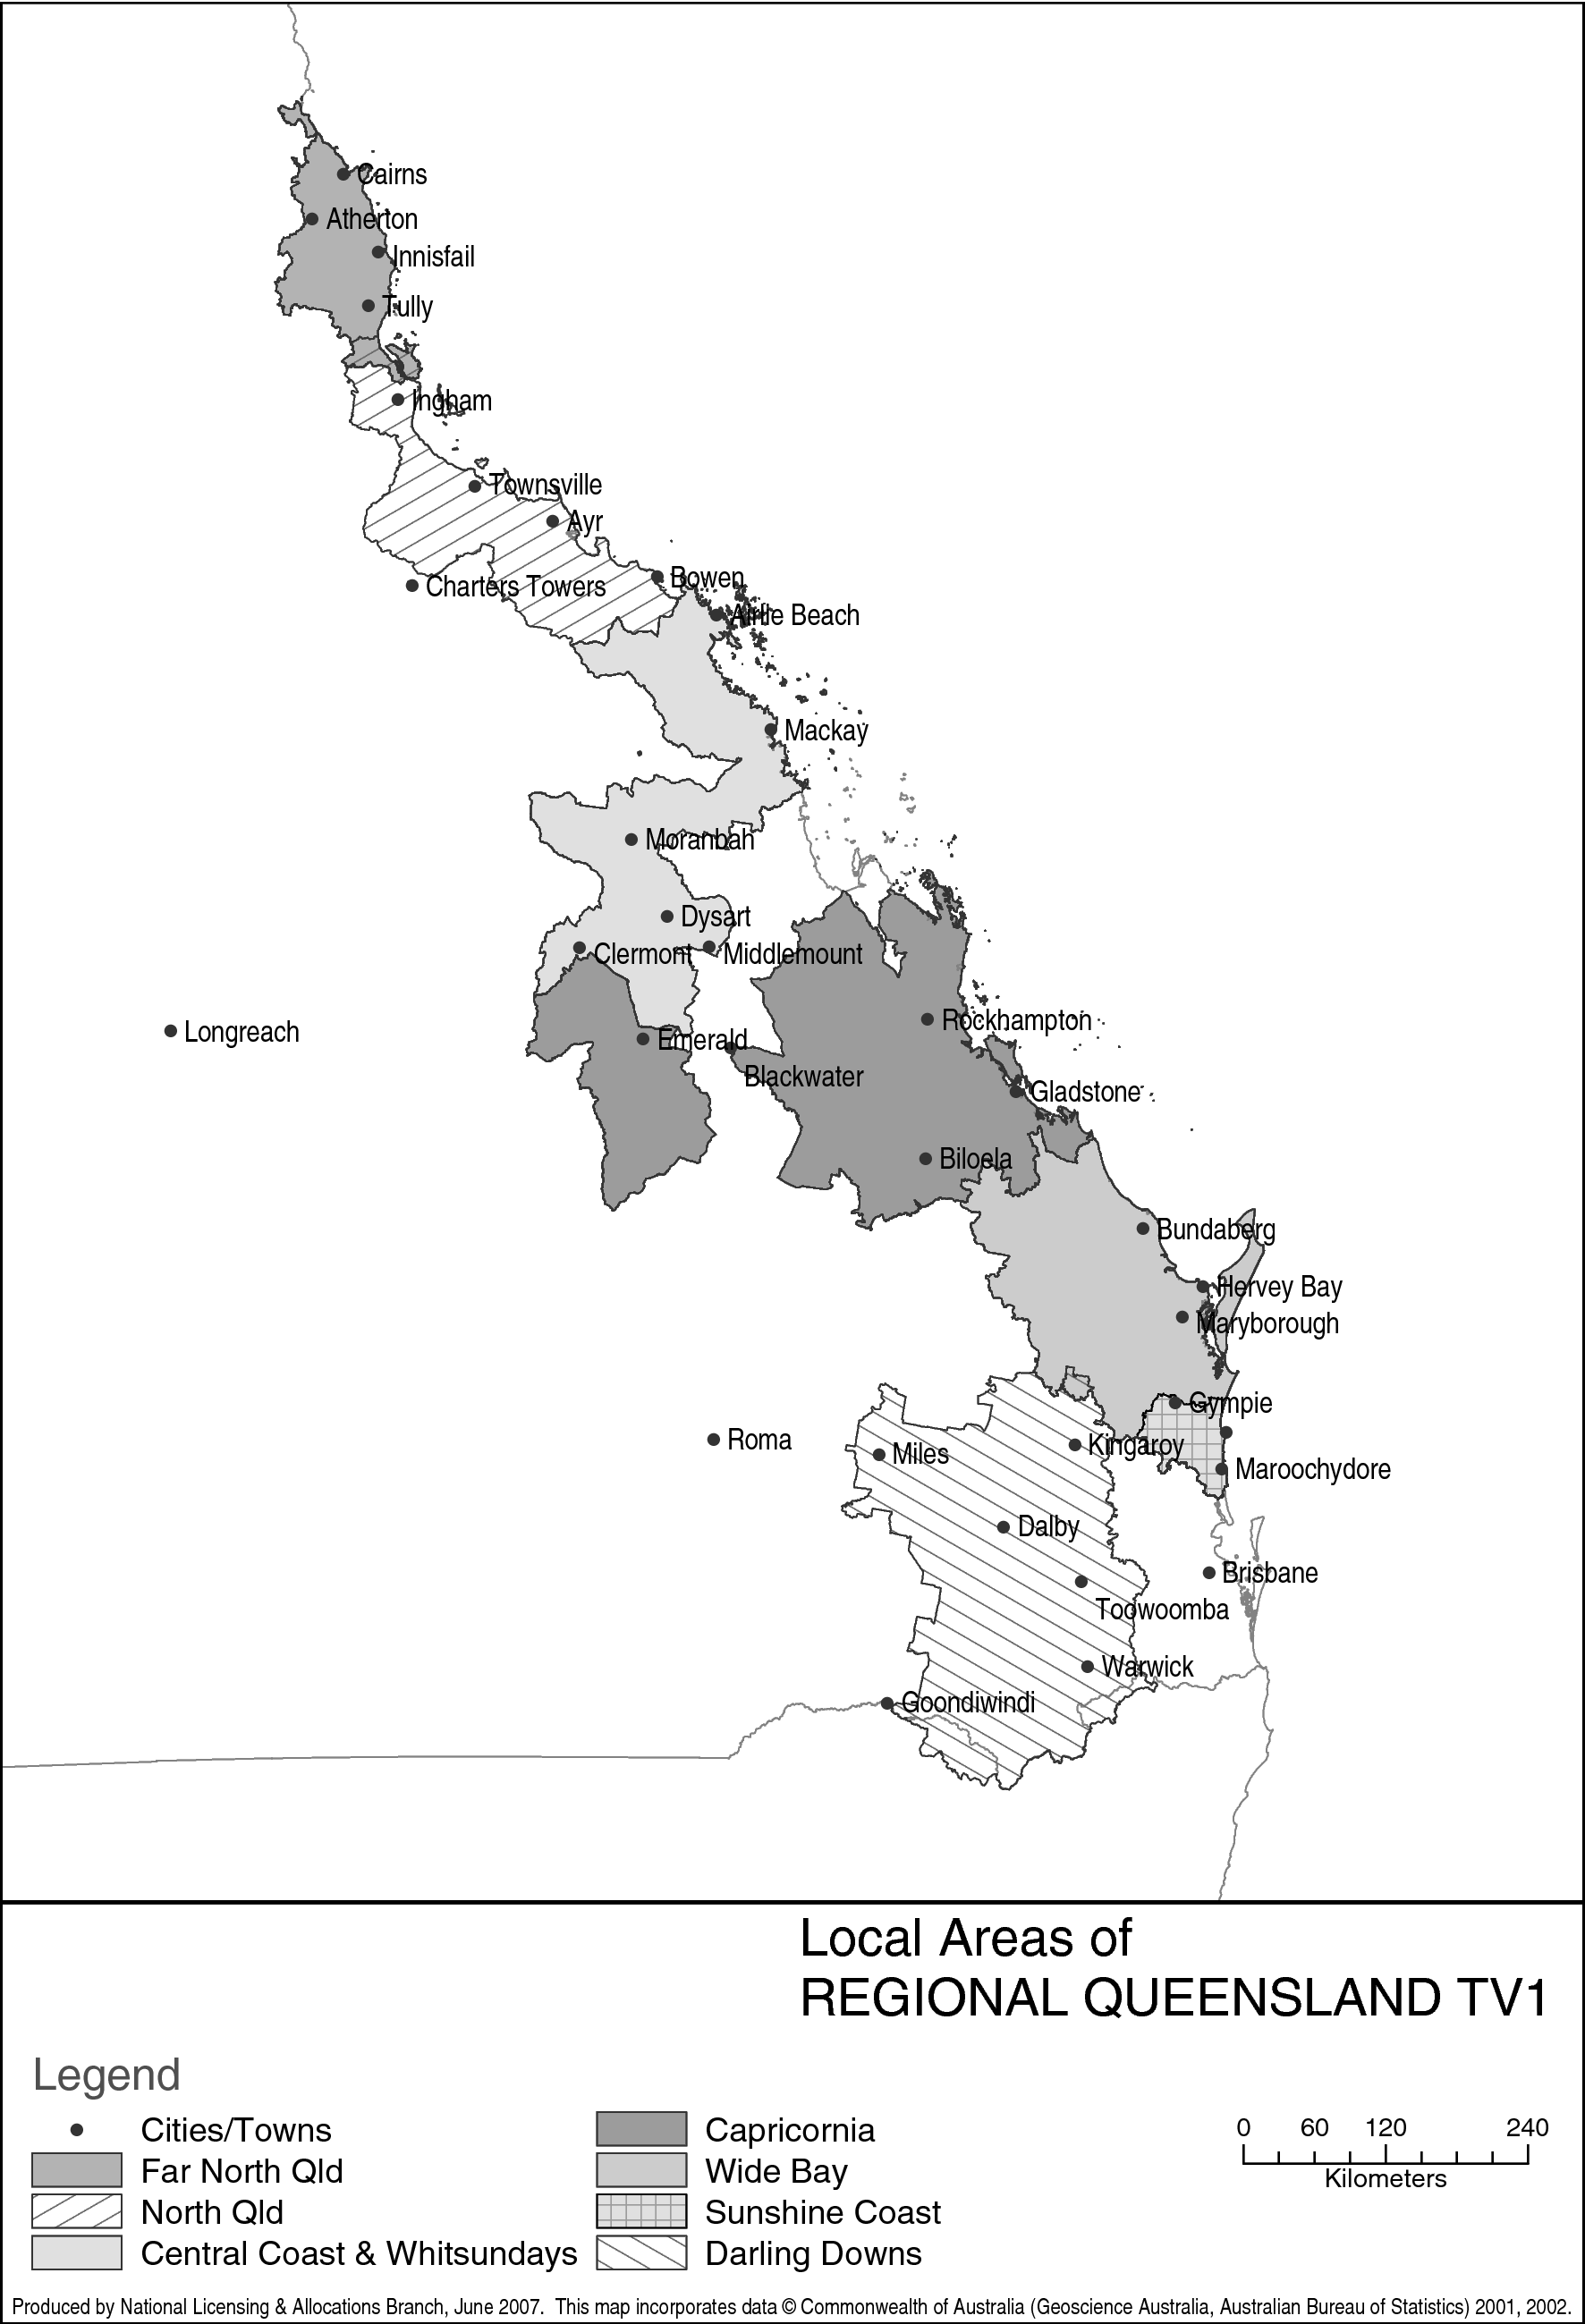 Cairns
Atherton
Innisfail
Tully
Ingham
Townsville
Ayr
Bowen
Charters Towers
Airlie Beach
Mackay
Moranbah
Dysart
Clermont
Middlemount
Rockhampton
Longreach
Emerald
Blackwater
Gladstone
Biloela
Bundaberg
Hervey Bay
Maryborough
Gympie
Roma
Kingaroy
Miles
Maroochydore
Dalby
Brisbane
Toowoomba
Warwick
Goondiwindi
Local Areas of
REGIONAL QUEENSLAND TV1
Legend
Cities/Towns
Far North Qld
North Qld
Central Coast & Whitsundays
Capricornia
Wide Bay
Sunshine Coast
Darling Downs
0 60 120 240
Kilometers
Produced by National Licensing & Allocations Branch, June 2007. This map incorporates data © Commonwealth of Australia (Geoscience Australia, Australian Bureau of Statistics) 2001, 2002.